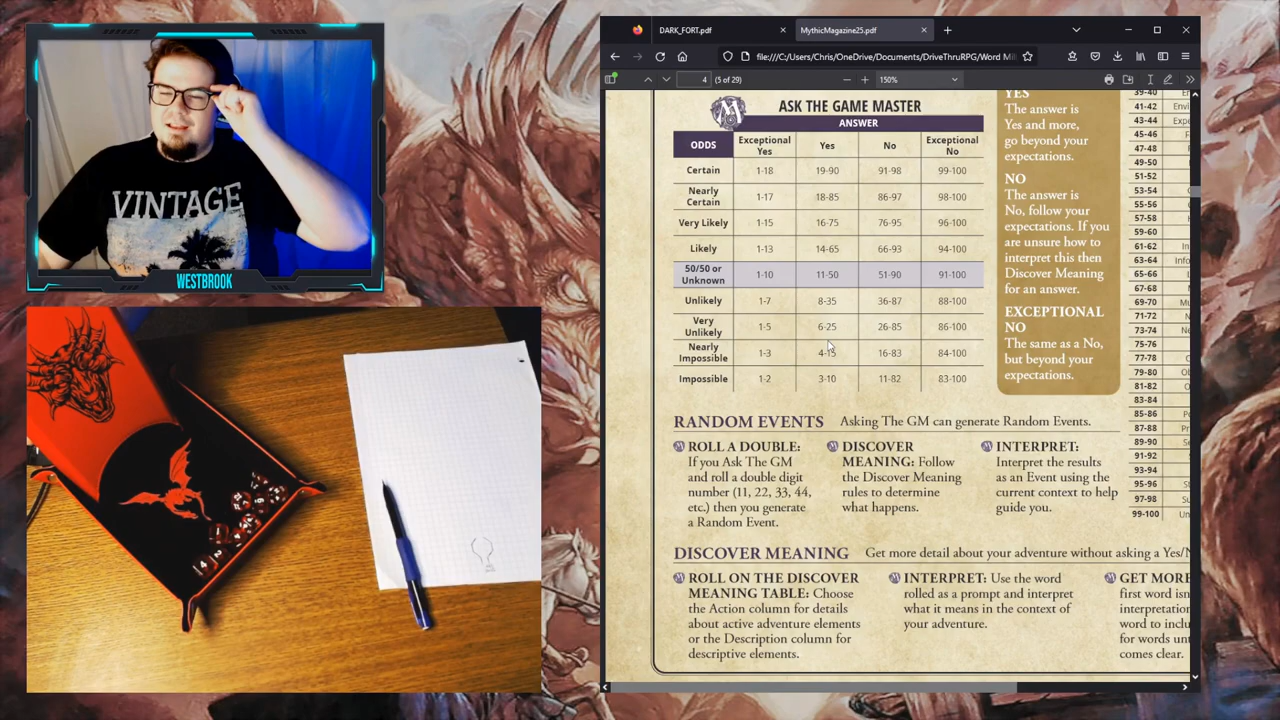 VINTAGE
WESTBROOK
DARK_FORT.pdf
MythicMagazine25.pdf
file:///C:/Users/Chris/OneDrive/Documents/DriveThruRPG/Word Mil
4
(5 of 29)
150%
ASK THE GAME MASTER
ANSWER
ODDS Exceptional Yes Yes No Exceptional No
Certain 1-18 19-90 91-98 99-100
Nearly Certain 1-17 18-85 86-97 98-100
Very Likely 1-15 16-75 76-95 96-100
Likely 1-13 14-65 66-93 94-100
50/50 or Unknown 1-10 11-50 51-90 91-100
Unlikely 1-7 8-35 36-87 88-100
Very Unlikely 1-5 6-25 26-85 86-100
Nearly Impossible 1-3 4-15 16-83 84-100
Impossible 1-2 3-10 11-82 83-100
YES
The answer is
Yes and more,
go beyond your
expectations.
NO
The answer is
No, follow your
expectations. If you
are unsure how to
interpret this then
Discover Meaning
for an answer.
EXCEPTIONAL
NO
The same as a No,
but beyond your
expectations.
39-40 E
41-42 Envi
43-44 Expe
45-46 F
47-48
49-50
51-52
53-54
55-56
57-58
59-60
61-62 In
63-64 Info
65-66
67-68
69-70 Mu
71-72 N
73-74 Ne
75-76
77-78
79-80 Ob
81-82
83-84
85-86 Po
87-88 Pr
89-90 Se
91-92
93-94
95-96 St
97-98 Su
99-100 Un
RANDOM EVENTS Asking The GM can generate Random Events.
ROLL A DOUBLE:
If you Ask The GM
and roll a double digit
number (11, 22, 33, 44,
etc.) then you generate
a Random Event.
DISCOVER
MEANING: Follow
the Discover Meaning
rules to determine
what happens.
INTERPRET:
Interpret the results
as an Event using the
current context to help
guide you.
DISCOVER MEANING Get more detail about your adventure without asking a Yes/N
ROLL ON THE DISCOVER
MEANING TABLE: Choose
the Action column for details
about active adventure elements
or the Description column for
descriptive elements.
INTERPRET: Use the word
rolled as a prompt and interpret
what it means in the context of
your adventure.
GET MORE
first word isn
interpretation
word to inclu
for words unt
comes clear.